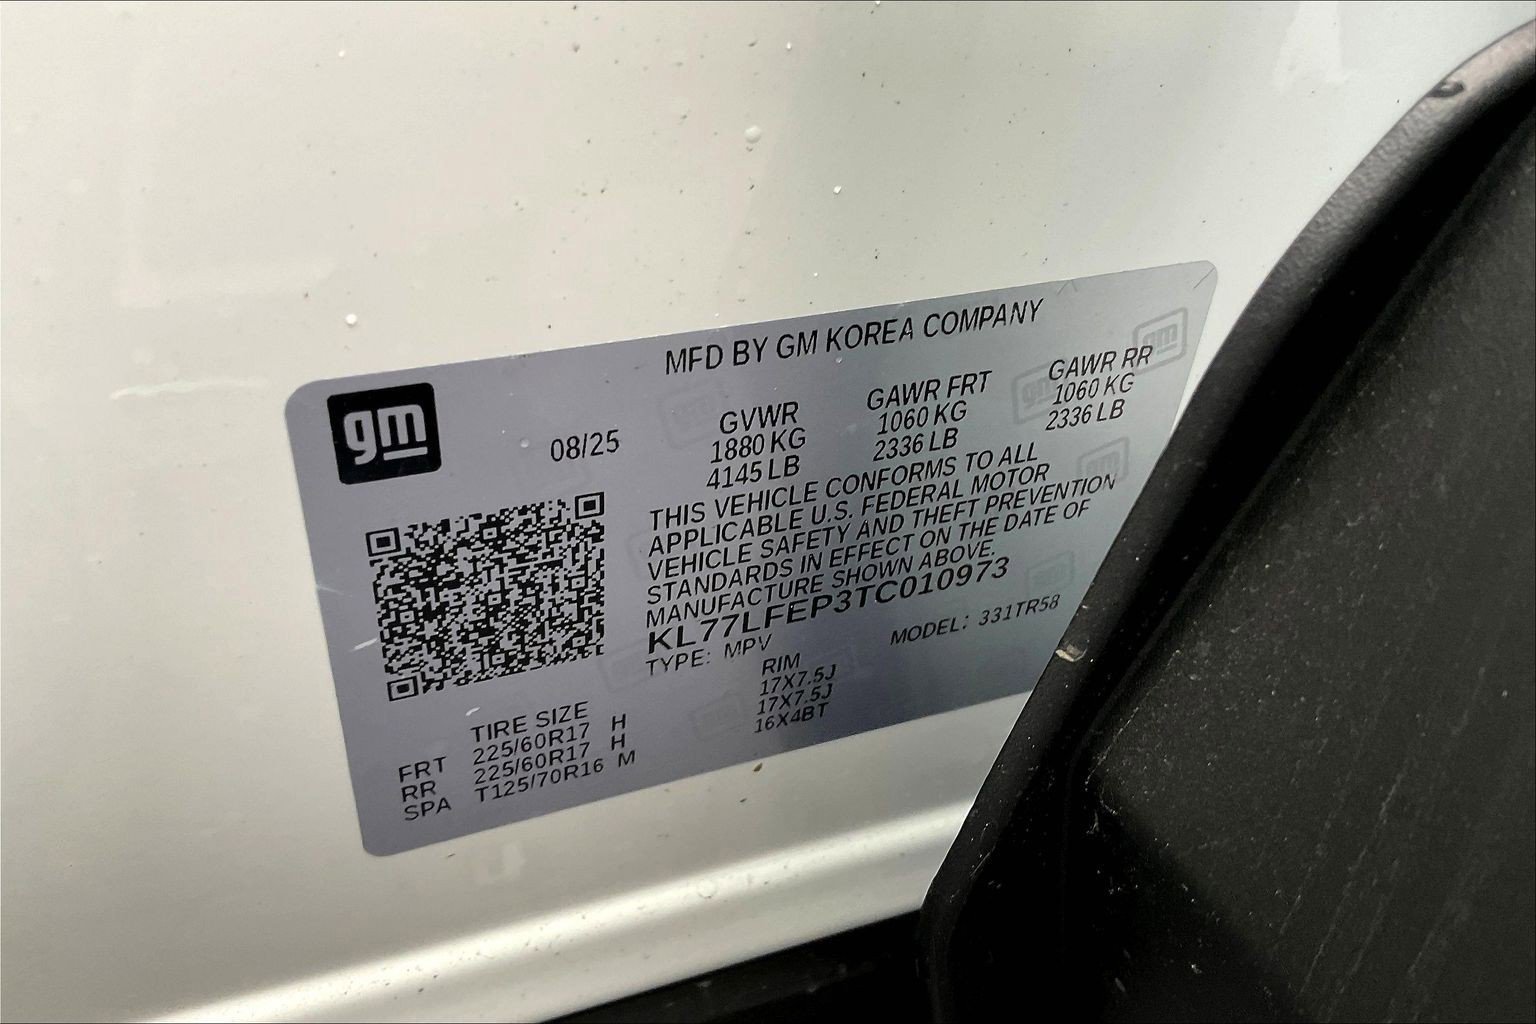 MFD BY GM KOREA COMPANY
gm
08/25
GVWR GAWR FRT GAWR RR
1880 KG 1060 KG 1060 KG
4145 LB 2336 LB 2336 LB
THIS VEHICLE CONFORMS TO ALL
APPLICABLE U.S. FEDERAL MOTOR
VEHICLE SAFETY AND THEFT PREVENTION
STANDARDS IN EFFECT ON THE DATE OF
MANUFACTURE SHOWN ABOVE.
KL77LFEP3TC010973
TYPE: MPV MODEL: 331TR58
TIRE SIZE RIM
FRT 225/60R17 H 17X7.5J
RR 225/60R17 H 17X7.5J
SPA T125/70R16 M 16X4BT